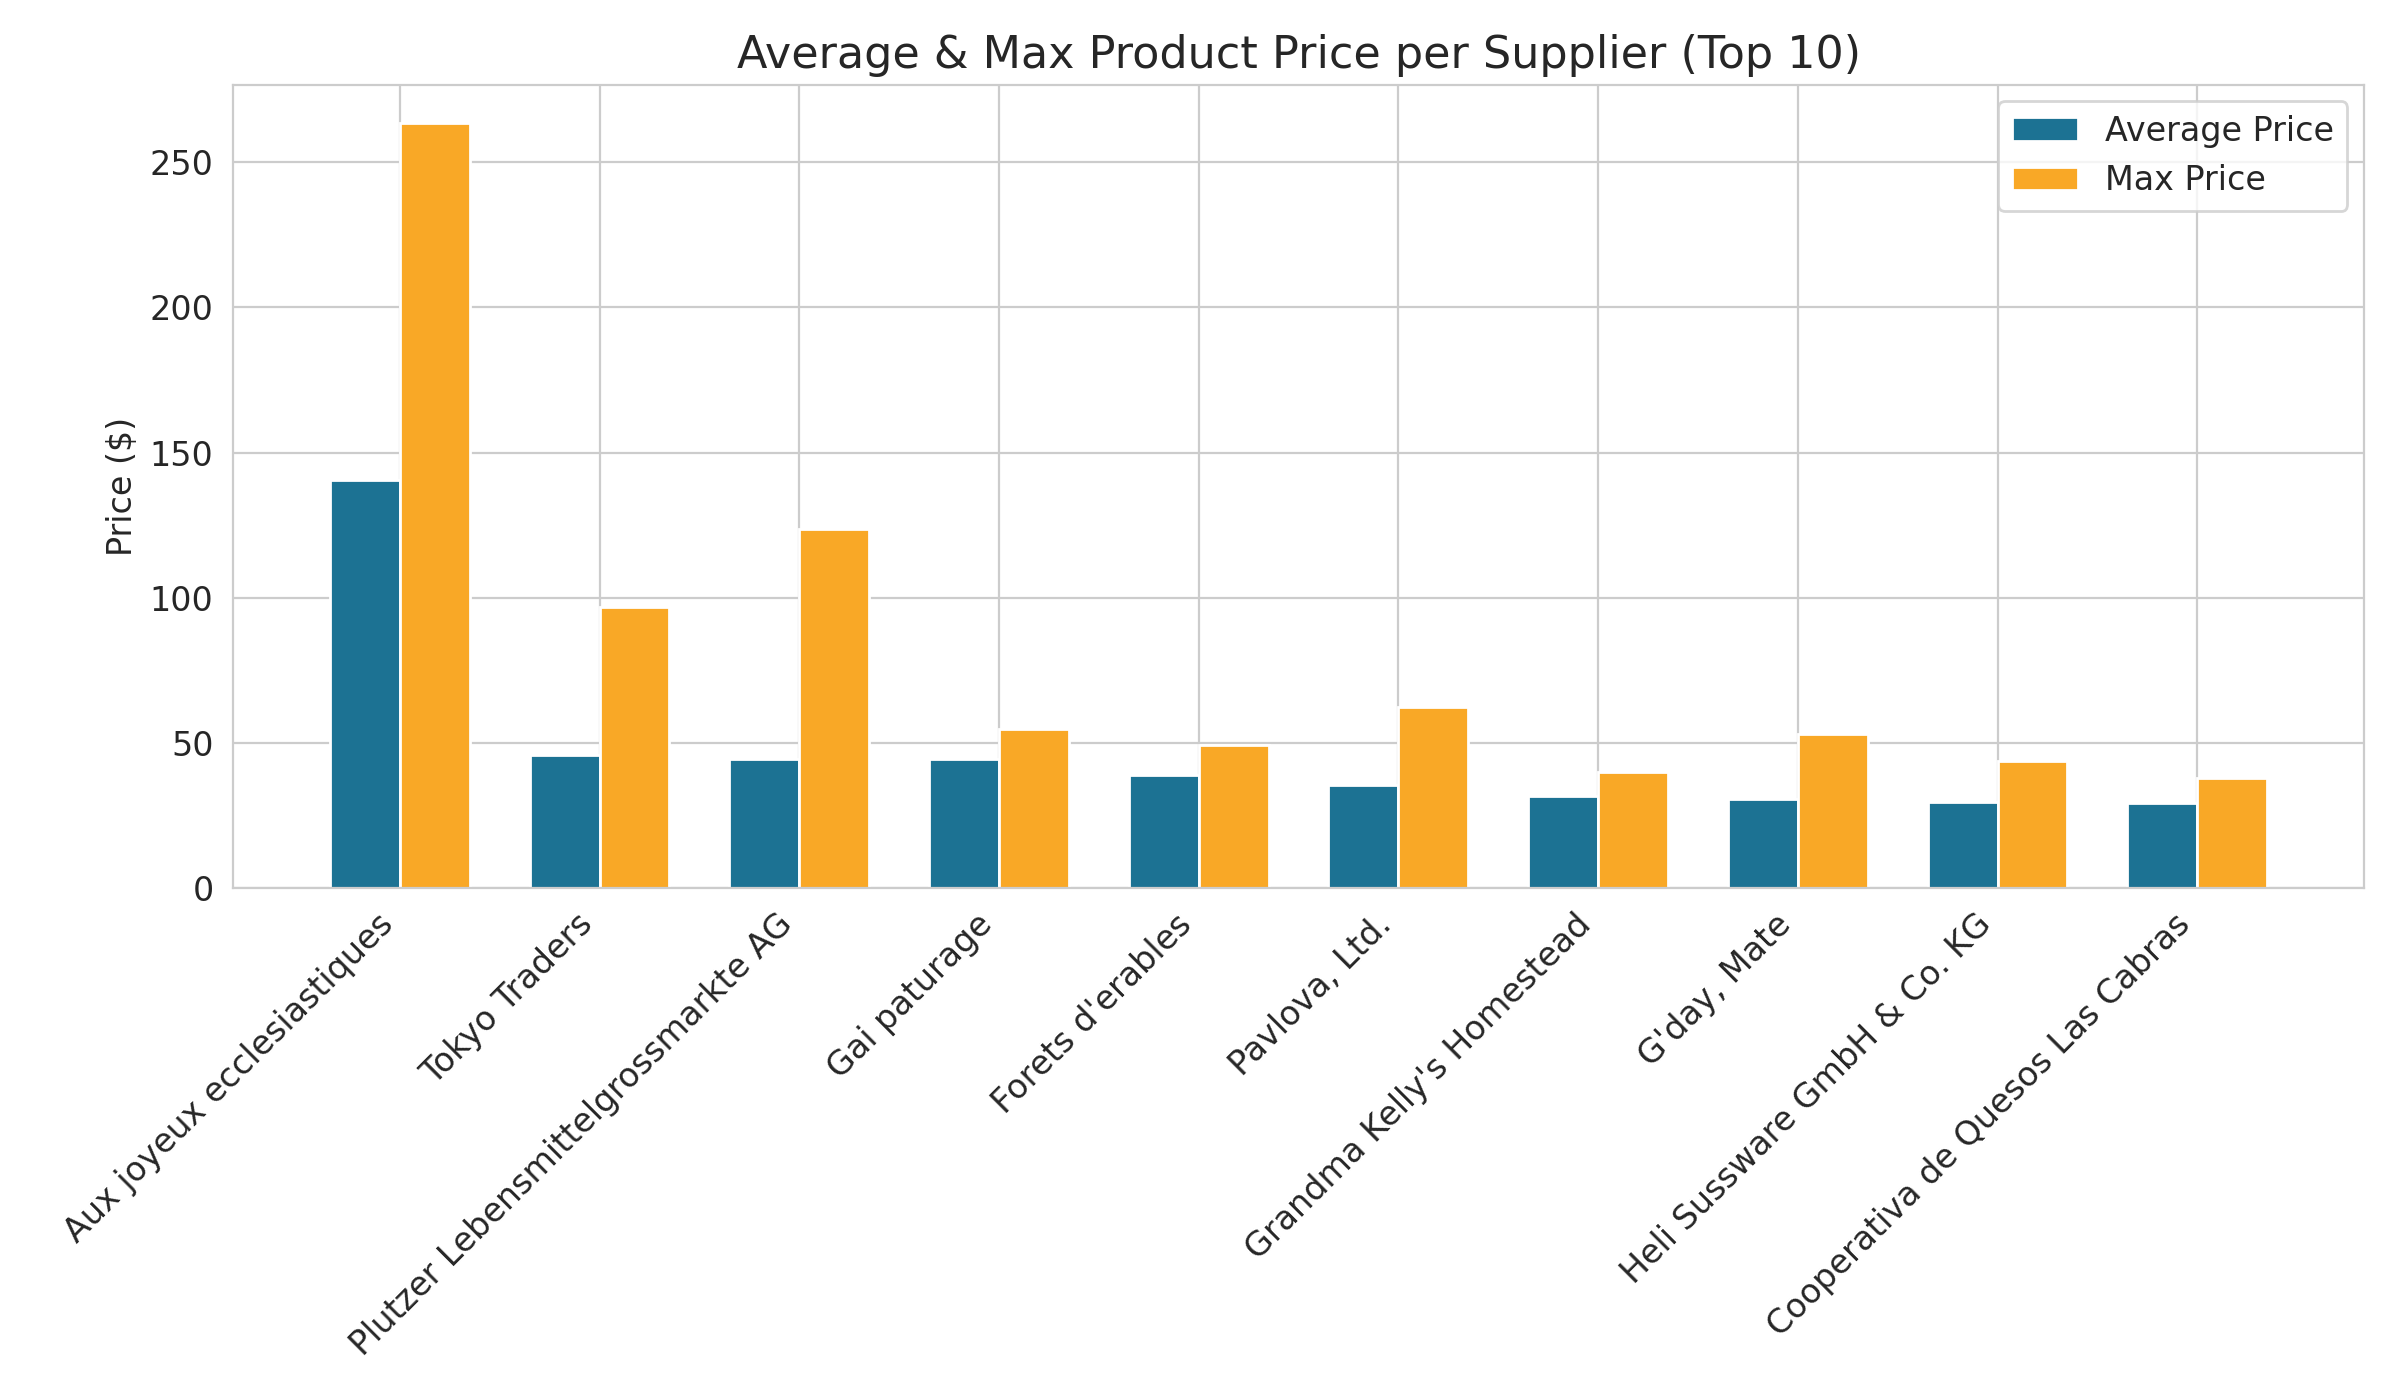 Average & Max Product Price per Supplier (Top 10)
Average Price
Max Price
Price ($)
250
200
150
100
50
0
Aux joyeux ecclesiastiques
Tokyo Traders
Plutzer Lebensmittelgrossmarkte AG
Gai paturage
Forets d'erables
Pavlova, Ltd.
Grandma Kelly's Homestead
G'day, Mate
Heli Sussware GmbH & Co. KG
Cooperativa de Quesos Las Cabras